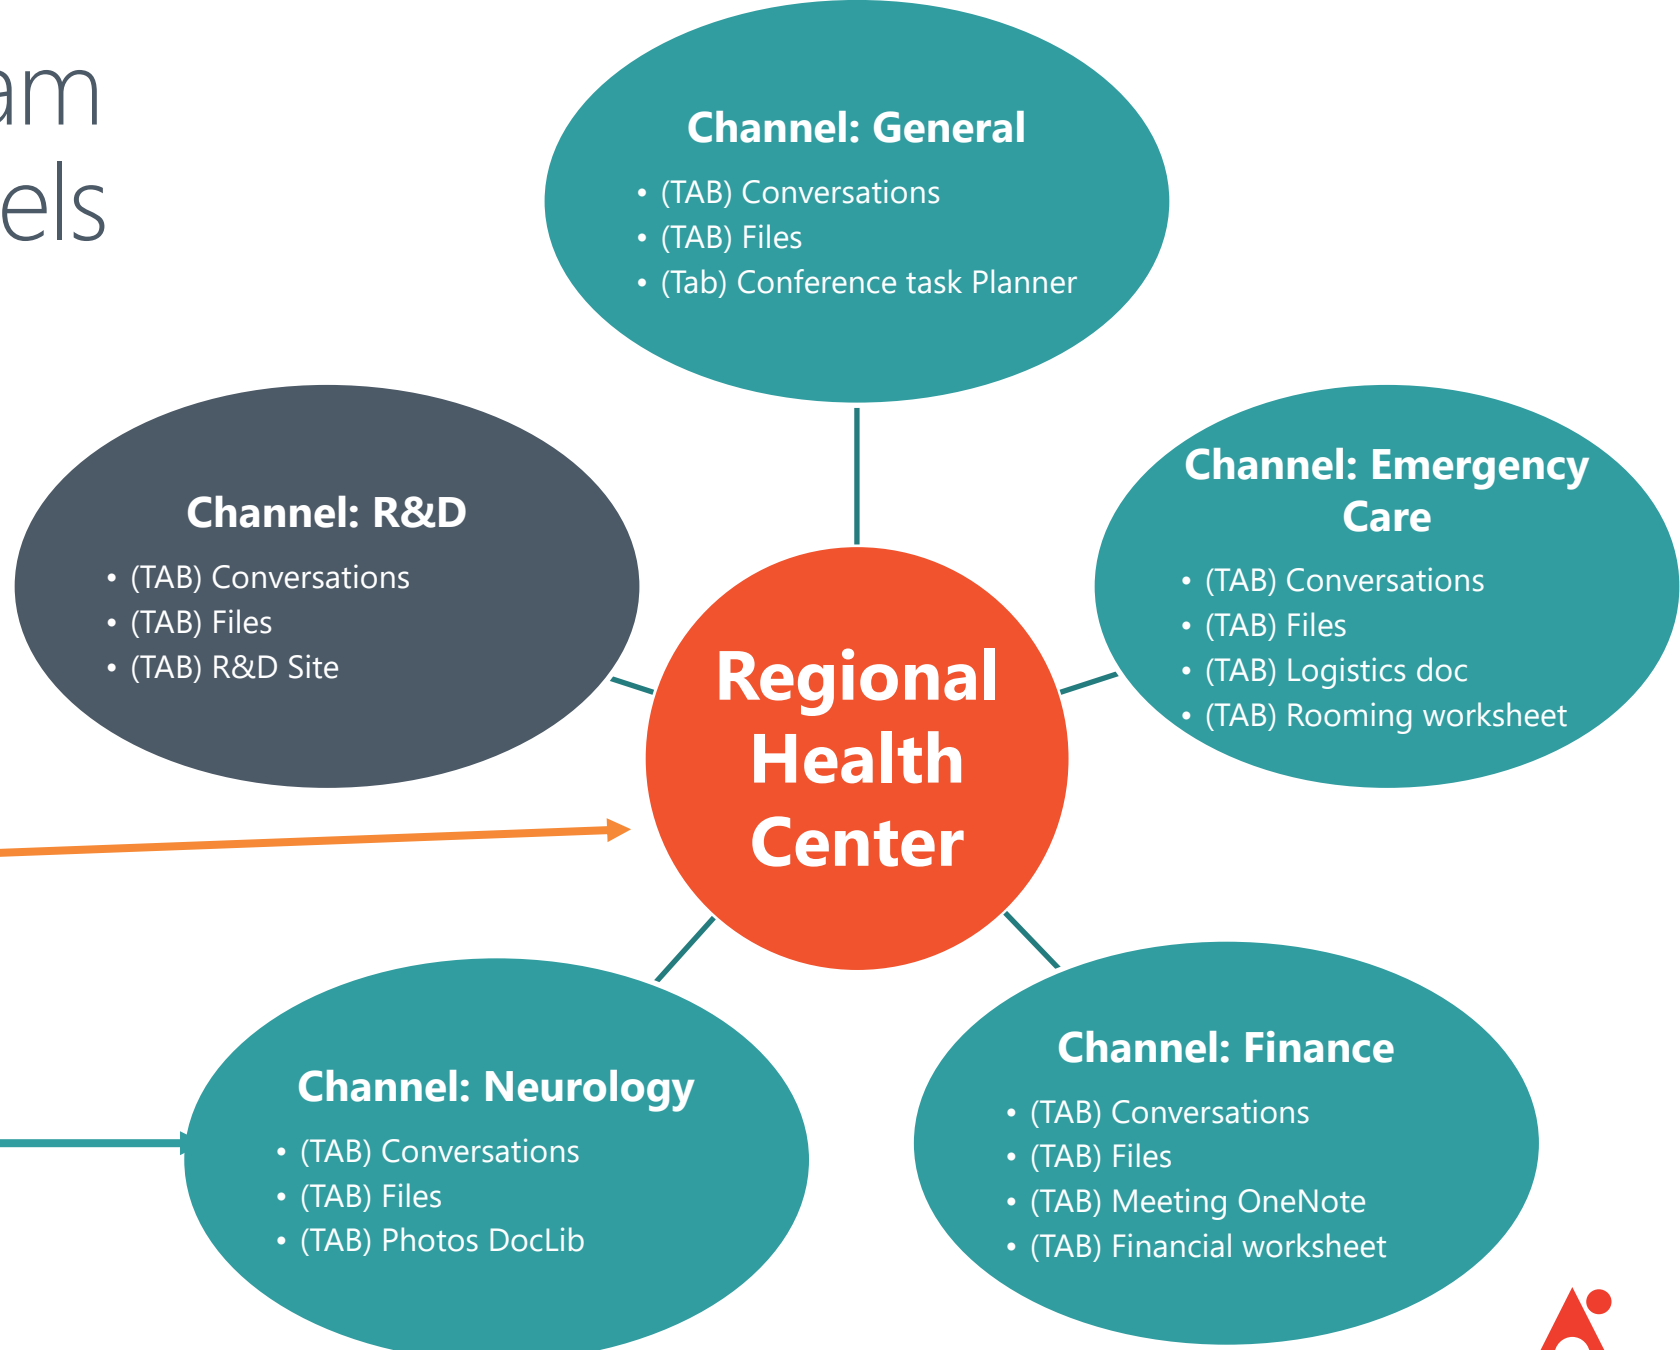 am
els
Channel: General
• (TAB) Conversations
• (TAB) Files
• (Tab) Conference task Planner
Channel: R&D
• (TAB) Conversations
• (TAB) Files
• (TAB) R&D Site
Channel: Emergency
Care
• (TAB) Conversations
• (TAB) Files
• (TAB) Logistics doc
• (TAB) Rooming worksheet
Regional
Health
Center
Channel: Neurology
• (TAB) Conversations
• (TAB) Files
• (TAB) Photos DocLib
Channel: Finance
• (TAB) Conversations
• (TAB) Files
• (TAB) Meeting OneNote
• (TAB) Financial worksheet